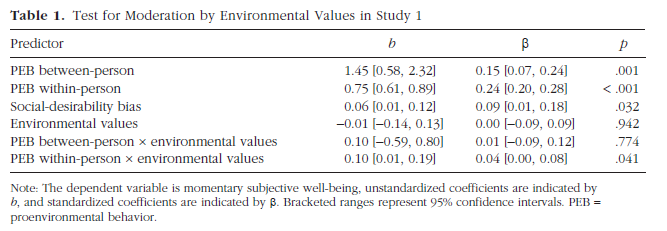 Table 1. Test for Moderation by Environmental Values in Study 1
Predictor b β p
PEB between-person 1.45 [0.58, 2.32] 0.15 [0.07, 0.24] .001
PEB within-person 0.75 [0.61, 0.89] 0.24 [0.20, 0.28] < .001
Social-desirability bias 0.06 [0.01, 0.12] 0.09 [0.01, 0.18] .032
Environmental values –0.01 [–0.14, 0.13] 0.00 [–0.09, 0.09] .942
PEB between-person × environmental values 0.10 [–0.59, 0.80] 0.01 [–0.09, 0.12] .774
PEB within-person × environmental values 0.10 [0.01, 0.19] 0.04 [0.00, 0.08] .041
Note: The dependent variable is momentary subjective well-being, unstandardized coefficients are indicated by
b, and standardized coefficients are indicated by β. Bracketed ranges represent 95% confidence intervals. PEB =
proenvironmental behavior.